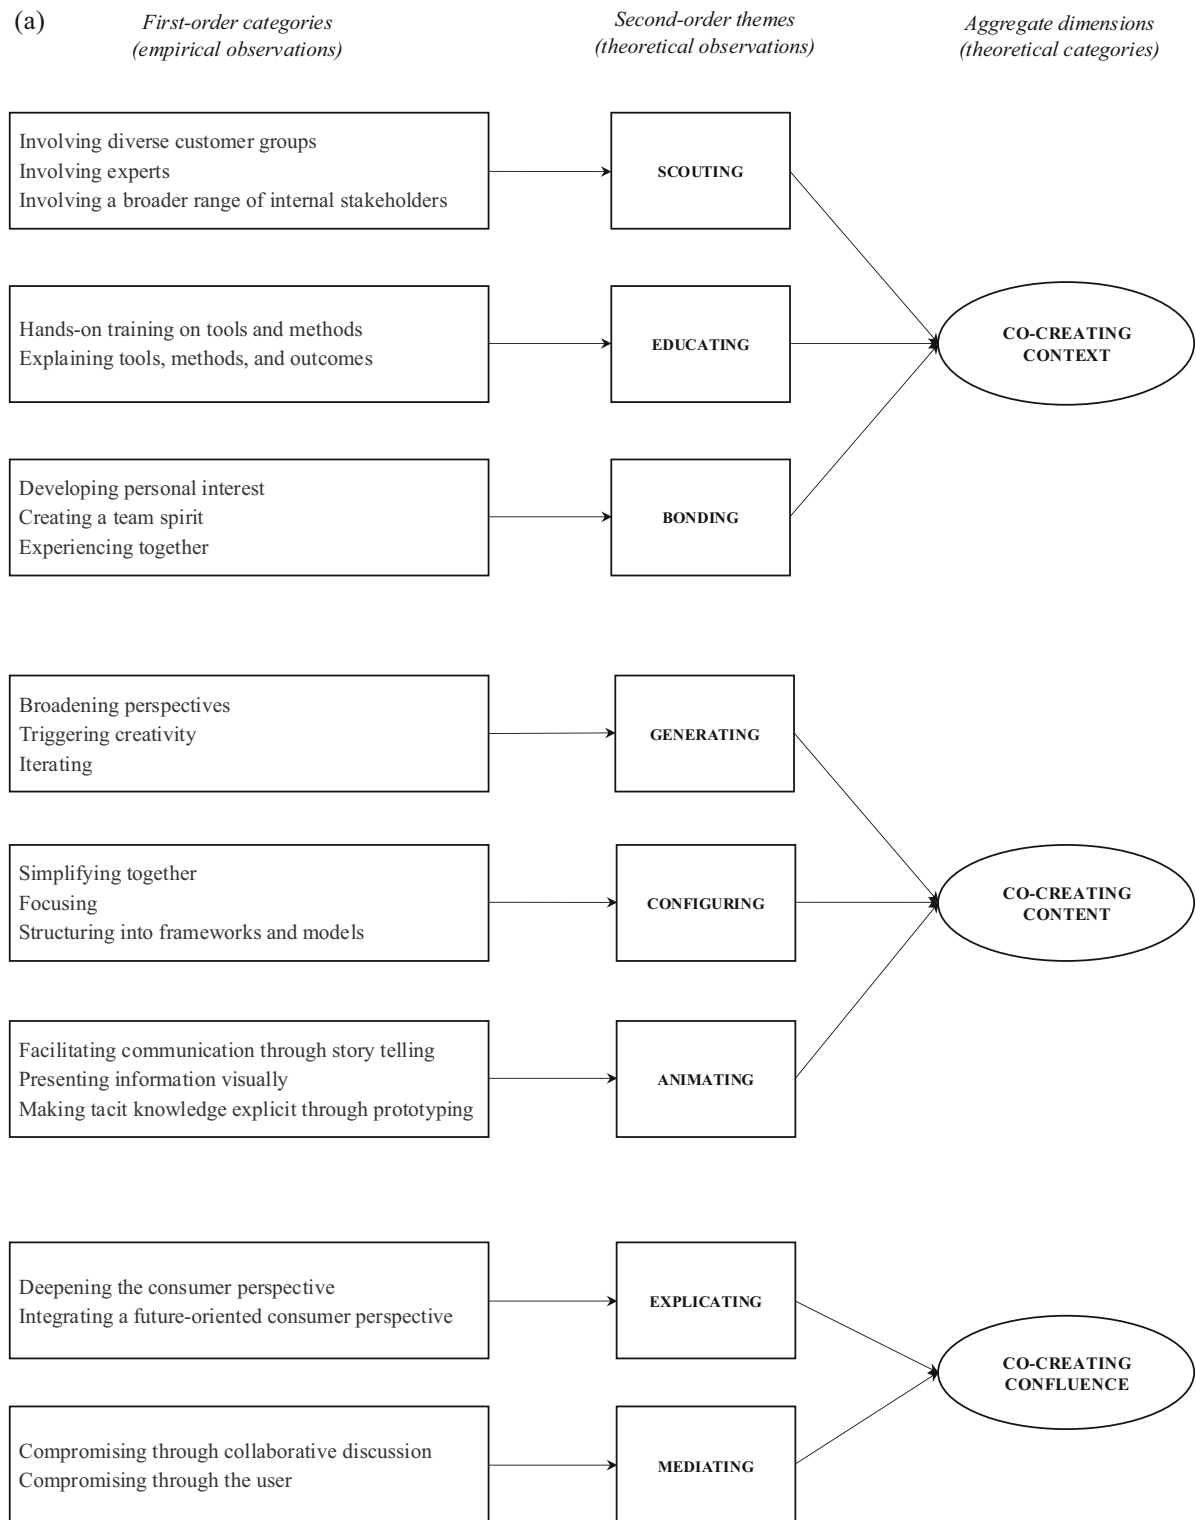 (a)
First-order categories
(empirical observations)
Second-order themes
(theoretical observations)
Aggregate dimensions
(theoretical categories)
Involving diverse customer groups
Involving experts
Involving a broader range of internal stakeholders
SCOUTING
Hands-on training on tools and methods
Explaining tools, methods, and outcomes
EDUCATING
CO-CREATING
CONTEXT
Developing personal interest
Creating a team spirit
Experiencing together
BONDING
Broadening perspectives
Triggering creativity
Iterating
GENERATING
Simplifying together
Focusing
Structuring into frameworks and models
CONFIGURING
CO-CREATING
CONTENT
Facilitating communication through story telling
Presenting information visually
Making tacit knowledge explicit through prototyping
ANIMATING
Deepening the consumer perspective
Integrating a future-oriented consumer perspective
EXPLICATING
CO-CREATING
CONFLUENCE
Compromising through collaborative discussion
Compromising through the user
MEDIATING